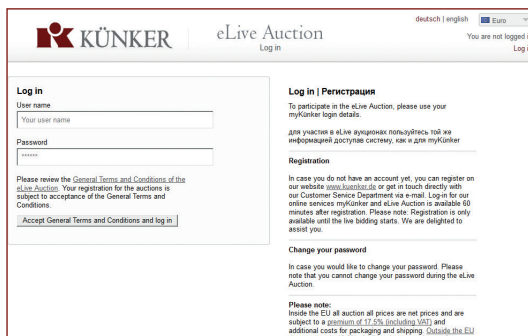 deutsch | english
Euro
KÜNKER
eLive Auction
Log in
You are not logged
Log
Log in
User name
Your user name
Password
******
Please review the General Terms and Conditions of the
eLive Auction. Your registration for the auctions is
subject to acceptance of the General Terms and
Conditions.
Accept General Terms and Conditions and log in
Log in | Регистрация
To participate in the eLive Auction, please use your
myKünker login details.
для участия в eLive аукционах пользуйтесь той же
информацией доступав систему, как и для myKünker
Registration
In case you do not have an account yet, you can register on
our website www.kuenker.de or get in touch directly with
our Customer Service Department via e-mail. Log-in for our
online services myKünker and eLive Auction is available 60
minutes after registration. Please note: Registration is only
available until the live bidding starts. We are delighted to
assist you.
Change your password
In case you would like to change your password. Please
note that you cannot change your password during the eLive
Auction.
Please note:
Inside the EU all auction all prices are net prices and are
subject to a premium of 17.5% (including VAT) and
additional costs for packaging and shipping. Outside the EU